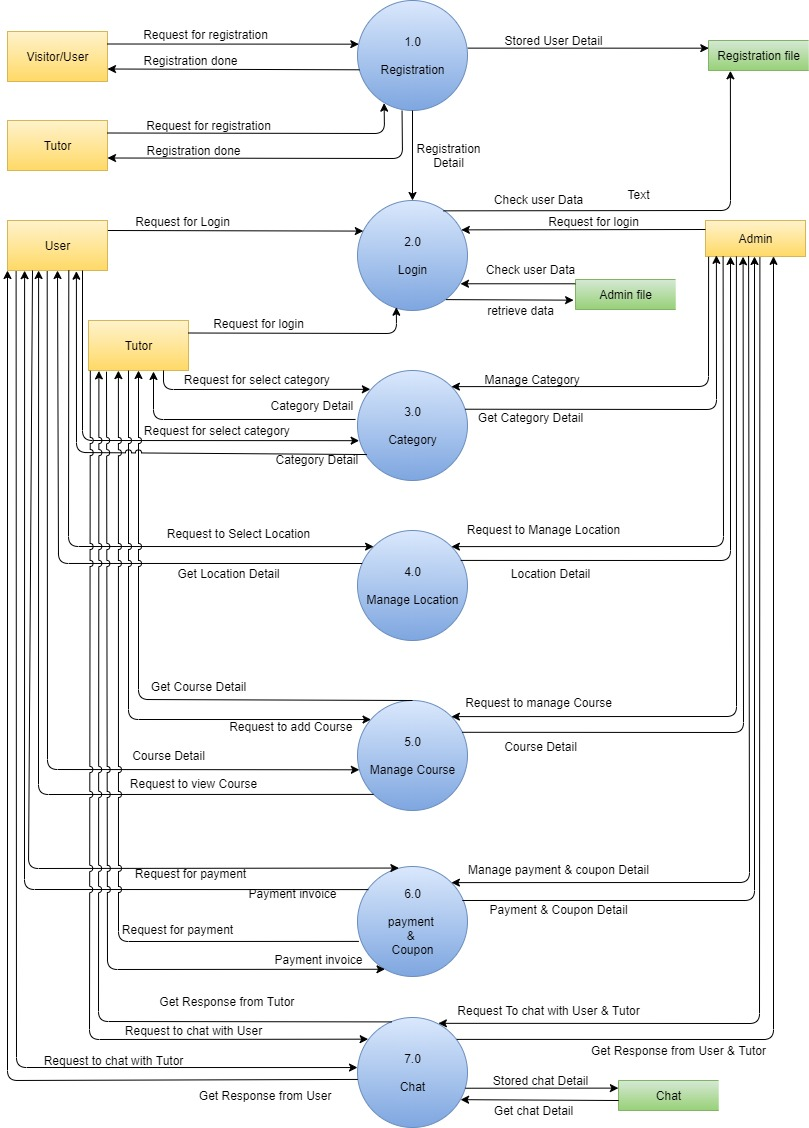 Request for registration
1.0
Stored User Detail
Visitor/User
Registration file
Registration done
Registration
Request for registration
Tutor
Registration done
Registration
Detail
Check user Data
Text
Request for Login
Request for login
User
2.0
Admin
Login
Check user Data
Admin file
retrieve data
Request for login
Tutor
Request for select category
Manage Category
Category Detail
3.0
Get Category Detail
Request for select category
Category
Category Detail
Request to Select Location
Request to Manage Location
4.0
Get Location Detail
Location Detail
Manage Location
Get Course Detail
Request to manage Course
Request to add Course
5.0
Course Detail
Course Detail
Manage Course
Request to view Course
Request for payment
Manage payment & coupon Detail
Payment invoice
6.0
Payment & Coupon Detail
payment
&
Coupon
Request for payment
Payment invoice
Get Response from Tutor
Request To chat with User & Tutor
Request to chat with User
Get Response from User & Tutor
Request to chat with Tutor
7.0
Chat
Stored chat Detail
Get Response from User
Chat
Get chat Detail